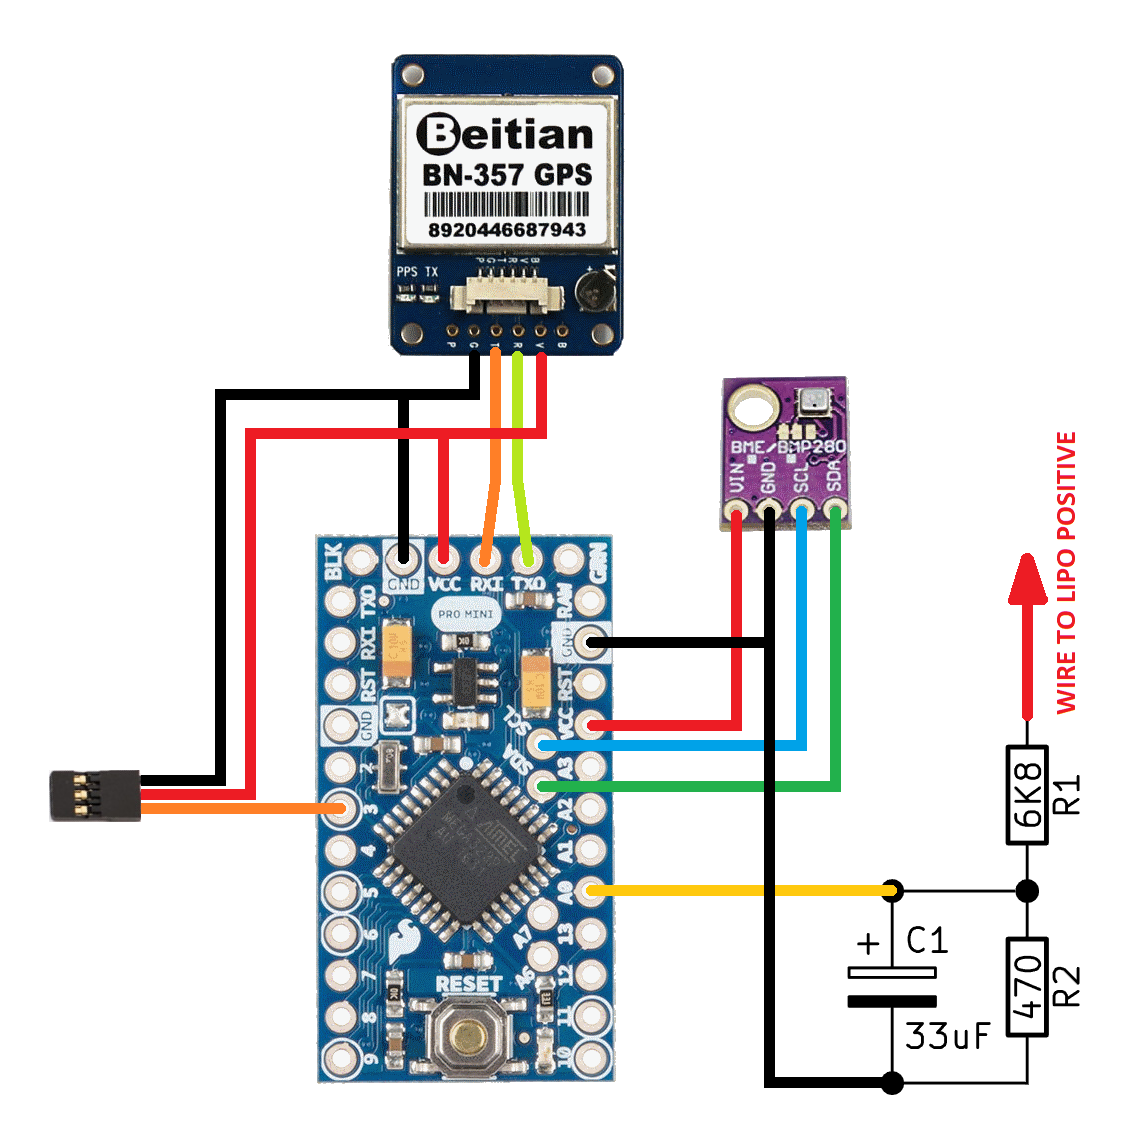 Beitian
BN-357 GPS
8920446687943
P G T R V B
PPS TX
P G T R V B
BME/BMP280
VIN
GND
SCL
SDA
WIRE TO LIPO POSITIVE
BLK
GND
VCC
RXI
TXO
GRN
PRO MINI
TXO
RXI
RST
GND
2
3
4
5
6
7
8
9
RAW
GND
RST
VCC
A3
A2
A1
A0
13
12
11
10
SCL
SDA
A7
A6
ATMEL
RESET
6K8
R1
470
R2
+ C1
33uF